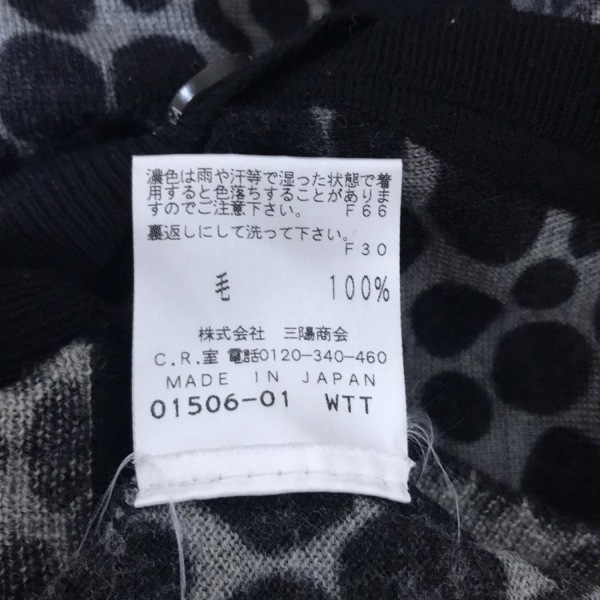 濃色は雨や汗等で湿った状態で着
用すると色落ちすることがありま
すのでご注意下さい。 F66
裏返しにして洗って下さい。
F30
毛 100%
株式会社 三陽商会
C.R.室 電話0120-340-460
MADE IN JAPAN
01506-01 WTT